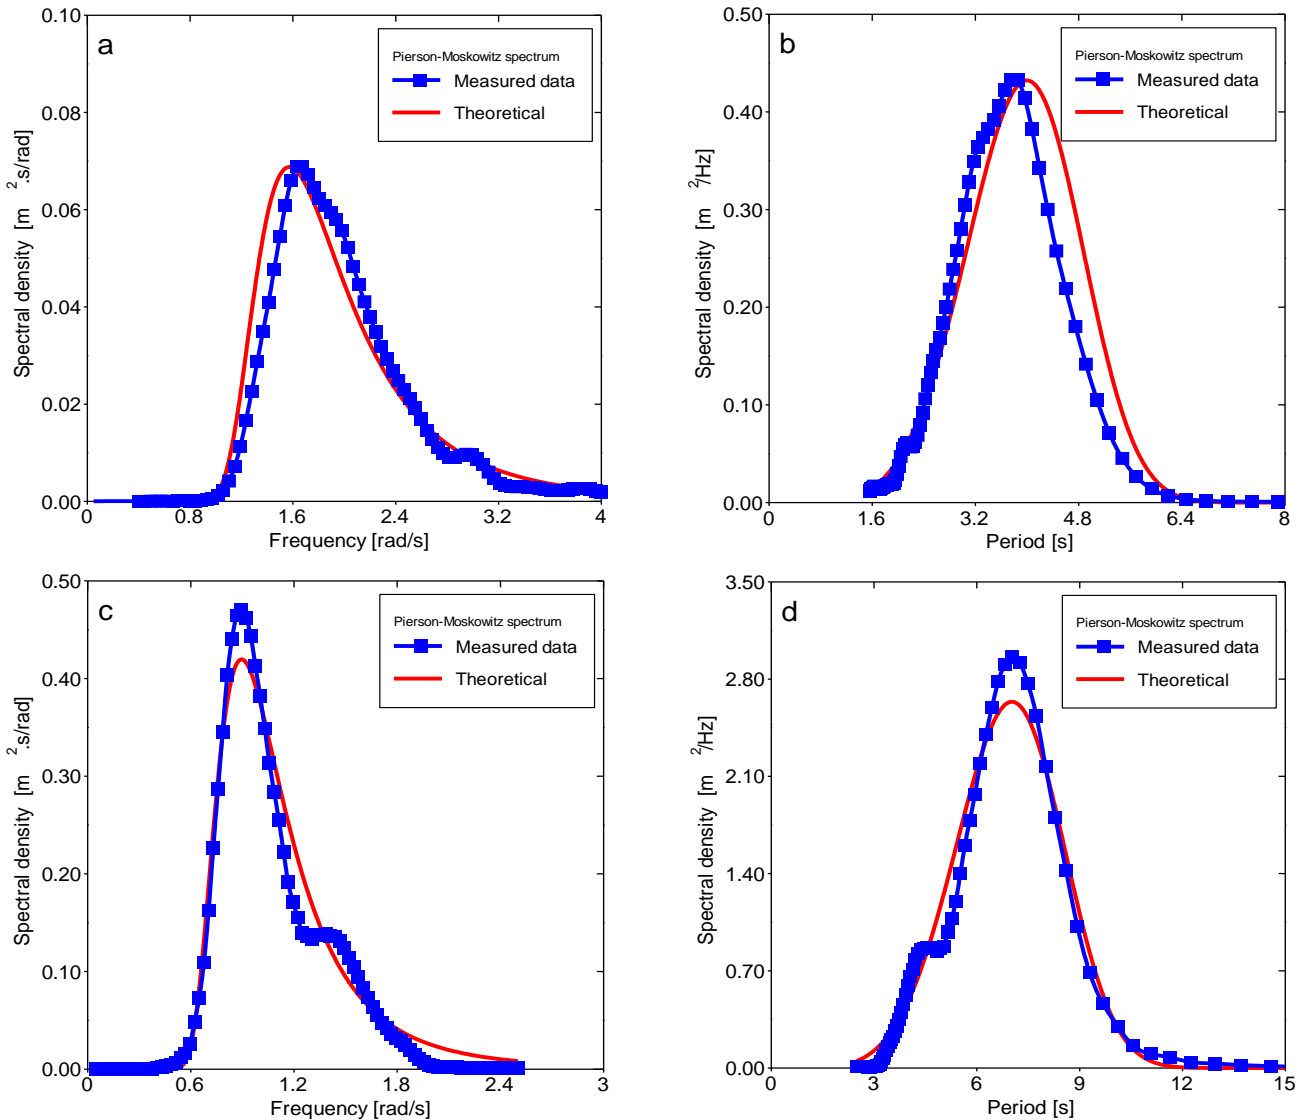 a
Pierson-Moskowitz spectrum
Measured data
Theoretical
0.10
0.08
0.06
0.04
0.02
0.00
Spectral density [m 2.s/rad]
0 0.8 1.6 2.4 3.2 4
Frequency [rad/s]
b
Pierson-Moskowitz spectrum
Measured data
Theoretical
0.50
0.40
0.30
0.20
0.10
0.00
Spectral density [m 2/Hz]
0 1.6 3.2 4.8 6.4 8
Period [s]
c
Pierson-Moskowitz spectrum
Measured data
Theoretical
0.50
0.40
0.30
0.20
0.10
0.00
Spectral density [m 2.s/rad]
0 0.6 1.2 1.8 2.4 3
Frequency [rad/s]
d
Pierson-Moskowitz spectrum
Measured data
Theoretical
3.50
2.80
2.10
1.40
0.70
0.00
Spectral density [m 2/Hz]
0 3 6 9 12 15
Period [s]